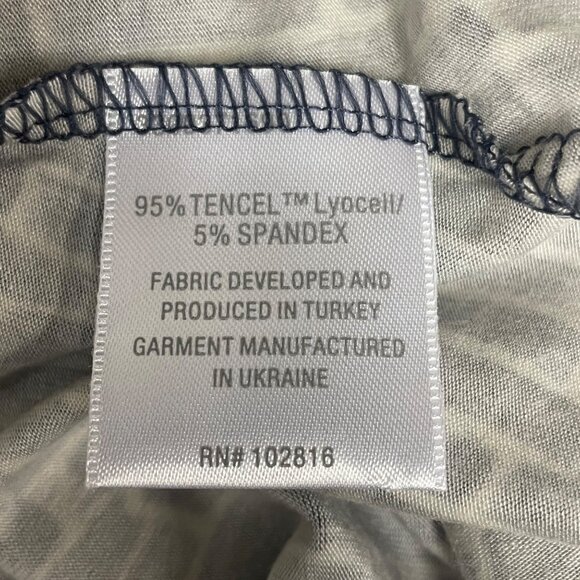 95% TENCEL™ Lyocell/
5% SPANDEX
FABRIC DEVELOPED AND
PRODUCED IN TURKEY
GARMENT MANUFACTURED
IN UKRAINE
RN# 102816